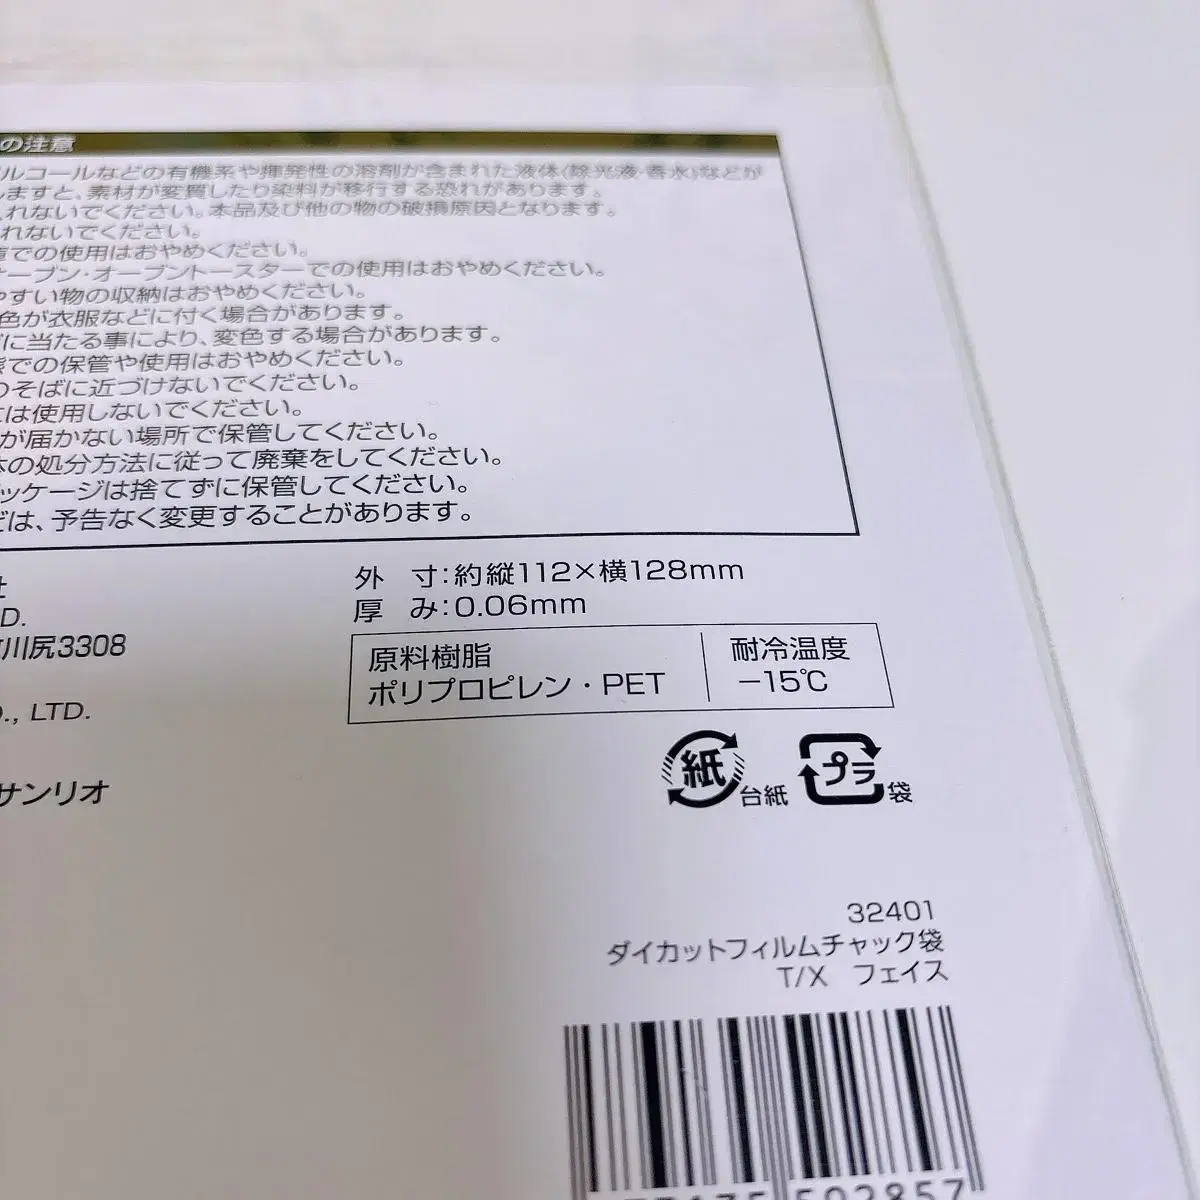 の注意
ルコールなどの有機系や揮発性の溶剤が含まれた液体(除光液・香水)などが
しますと、素材が変質したり染料が移行する恐れがあります。
れないでください。本品及び他の物の破損原因となります。
れないでください。
での使用はおやめください。
ーブン・オーブントースターでの使用はおやめください。
やすい物の収納はおやめください。
色が衣服などに付く場合があります。
に当たる事により、変色する場合があります。
態での保管や使用はおやめください。
のそばに近づけないでください。
には使用しないでください。
が届かない場所で保管してください。
体の処分方法に従って廃棄をしてください。
パッケージは捨てずに保管してください。
どは、予告なく変更することがあります。
社
D.
川尻3308
., LTD.
サンリオ
外 寸:約縦112×横128mm
厚 み:0.06mm
原料樹脂
ポリプロピレン・PET
耐冷温度
−15℃
紙
台紙
プラ
袋
32401
ダイカットフィルムチャック袋
T/X フェイス
502857